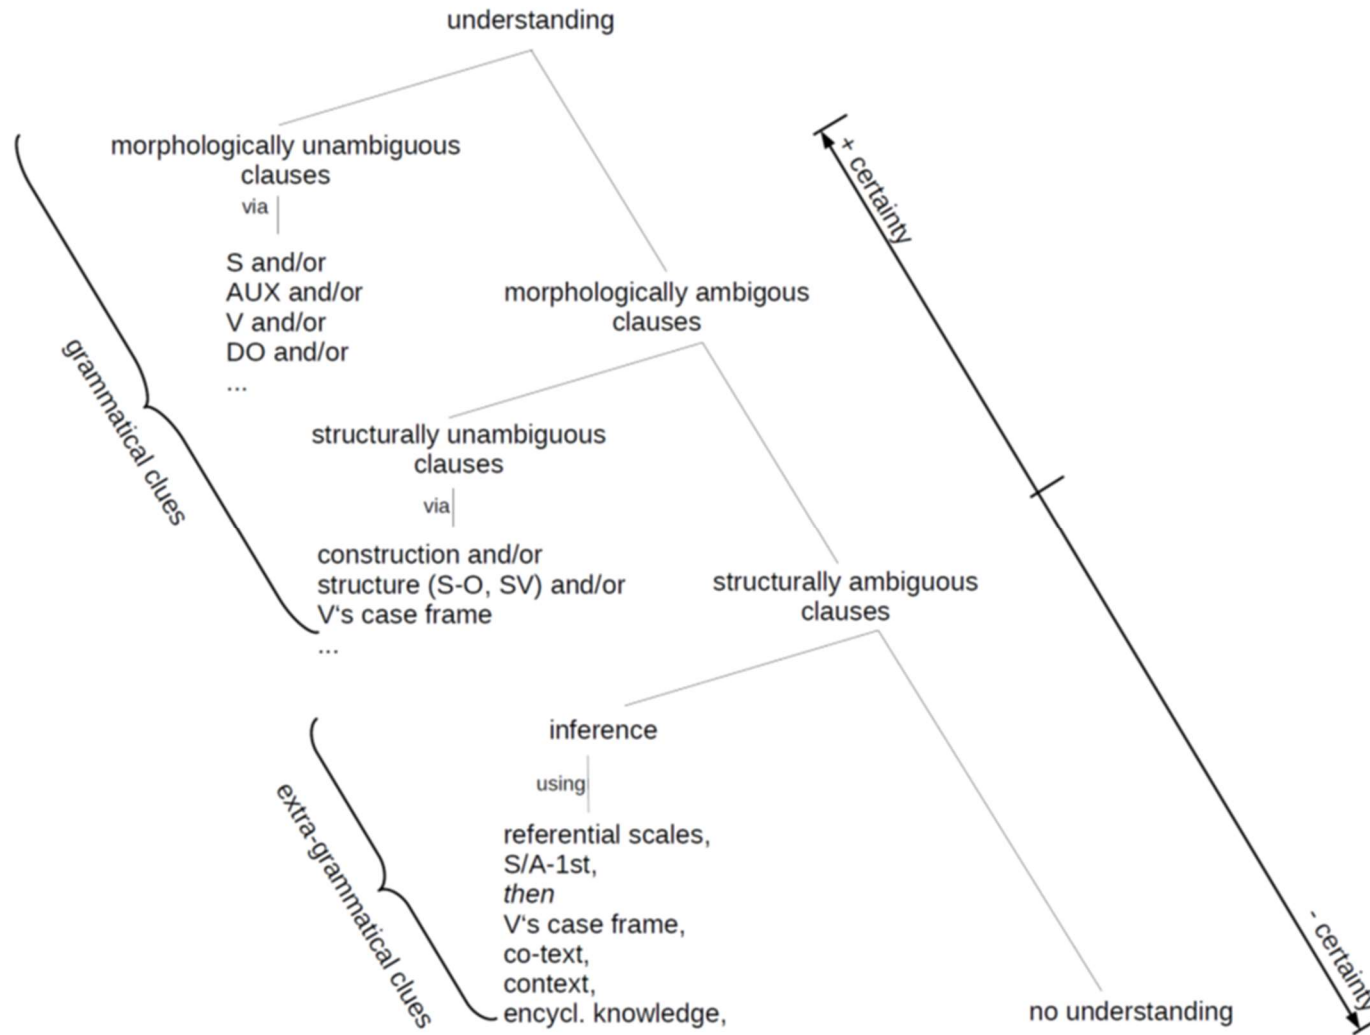 understanding
morphologically unambiguous
clauses
via
S and/or
AUX and/or
V and/or
DO and/or
...
+ certainty
morphologically ambigous
clauses
grammatical clues
structurally unambiguous
clauses
via
construction and/or
structure (S-O, SV) and/or
V‘s case frame
...
structurally ambiguous
clauses
inference
using
referential scales,
S/A-1st,
then
V‘s case frame,
co-text,
context,
encycl. knowledge,
extra-grammatical clues
no understanding
- certainty